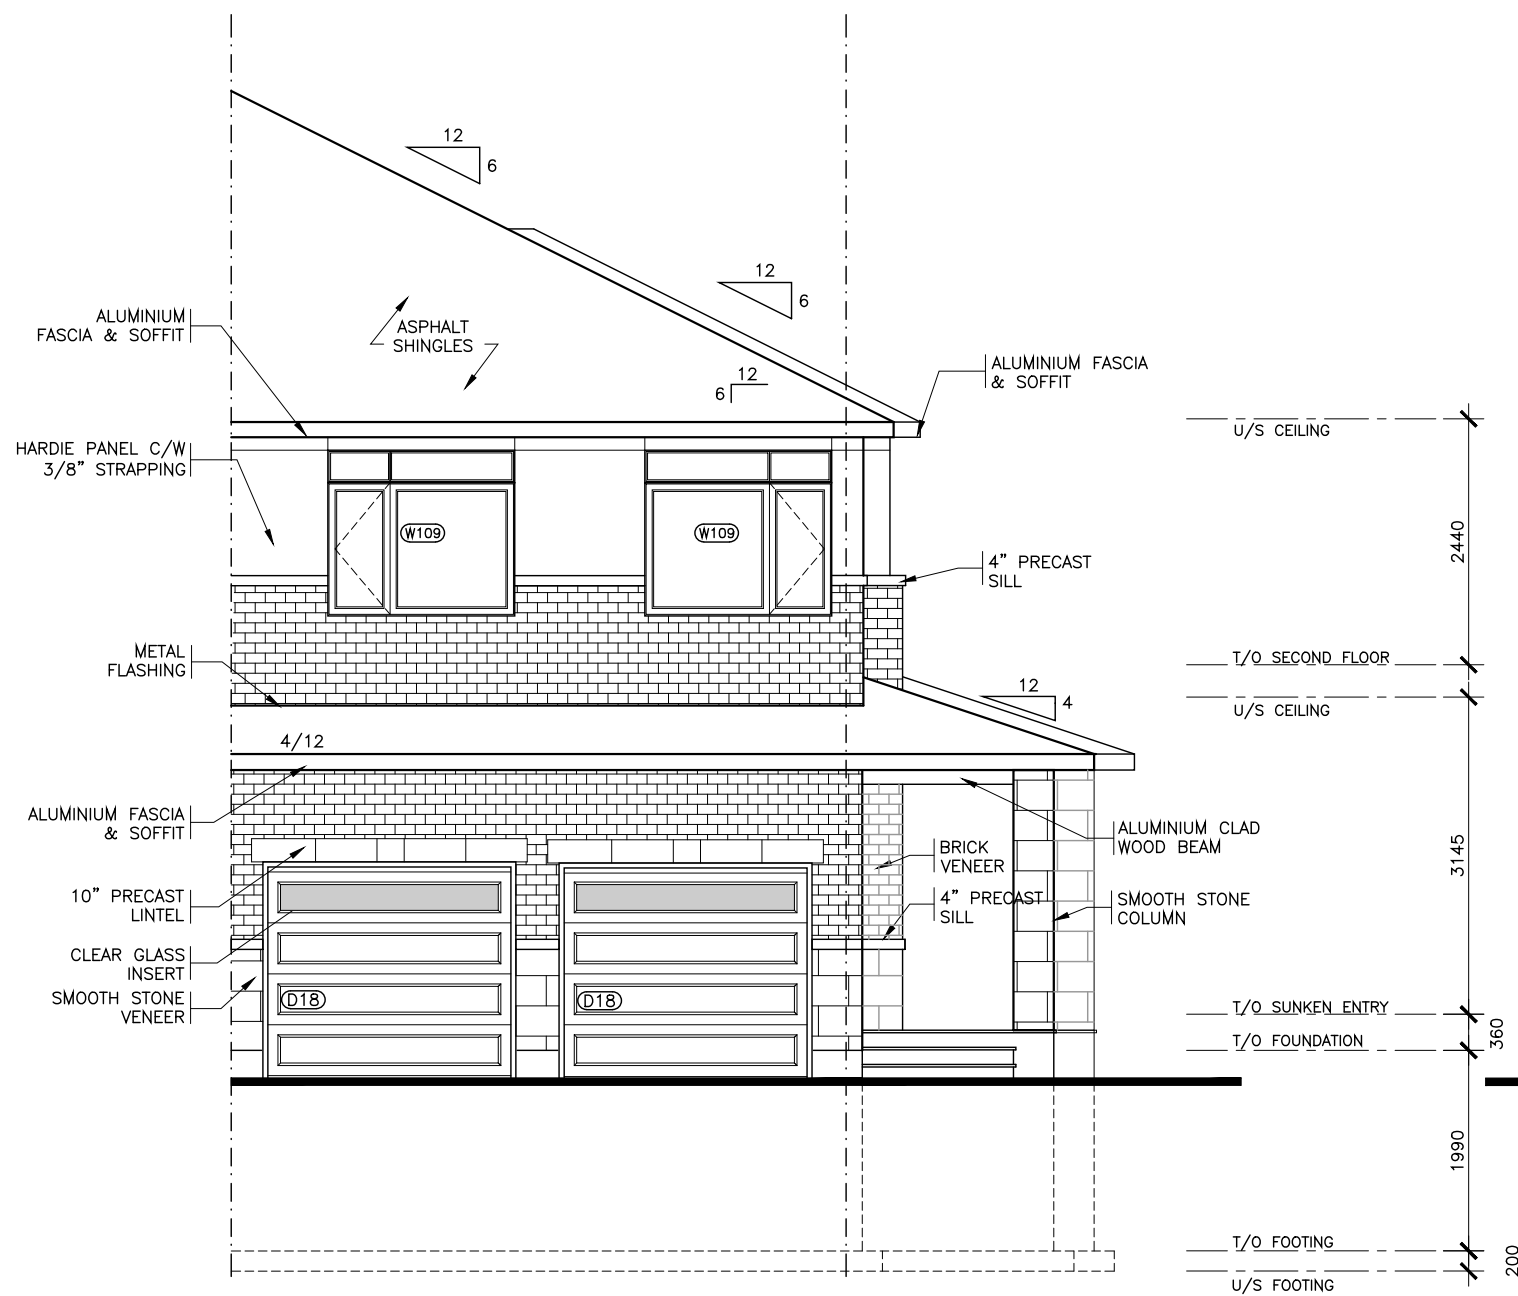 12
6
12
6
ALUMINIUM
FASCIA & SOFFIT
ASPHALT
SHINGLES
12
6
ALUMINIUM FASCIA
& SOFFIT
U/S CEILING
HARDIE PANEL C/W
3/8" STRAPPING
W109
W109
2440
4" PRECAST
SILL
METAL
FLASHING
T/O SECOND FLOOR
12
4
U/S CEILING
4/12
ALUMINIUM FASCIA
& SOFFIT
ALUMINIUM CLAD
WOOD BEAM
BRICK
VENEER
3145
10" PRECAST
LINTEL
4" PRECAST
SILL
SMOOTH STONE
COLUMN
CLEAR GLASS
INSERT
SMOOTH STONE
VENEER
D18
D18
T/O SUNKEN ENTRY
360
T/O FOUNDATION
1990
T/O FOOTING
200
U/S FOOTING